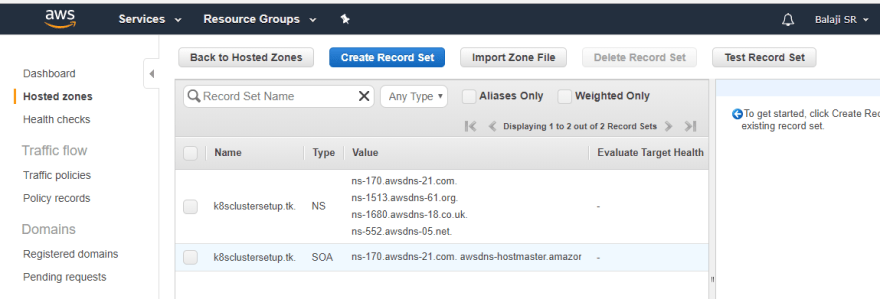 aws Services Resource Groups Balaji SR
Back to Hosted Zones Create Record Set Import Zone File Delete Record Set Test Record Set
Dashboard
Hosted zones
Health checks
Traffic flow
Traffic policies
Policy records
Domains
Registered domains
Pending requests
Record Set Name Any Type Aliases Only Weighted Only
Displaying 1 to 2 out of 2 Record Sets
Name Type Value Evaluate Target Health
k8sclustersetup.tk. NS ns-170.awsdns-21.com. -
ns-1513.awsdns-61.org.
ns-1680.awsdns-18.co.uk.
ns-552.awsdns-05.net.
k8sclustersetup.tk. SOA ns-170.awsdns-21.com. awsdns-hostmaster.amazor -
To get started, click Create Rec
existing record set.